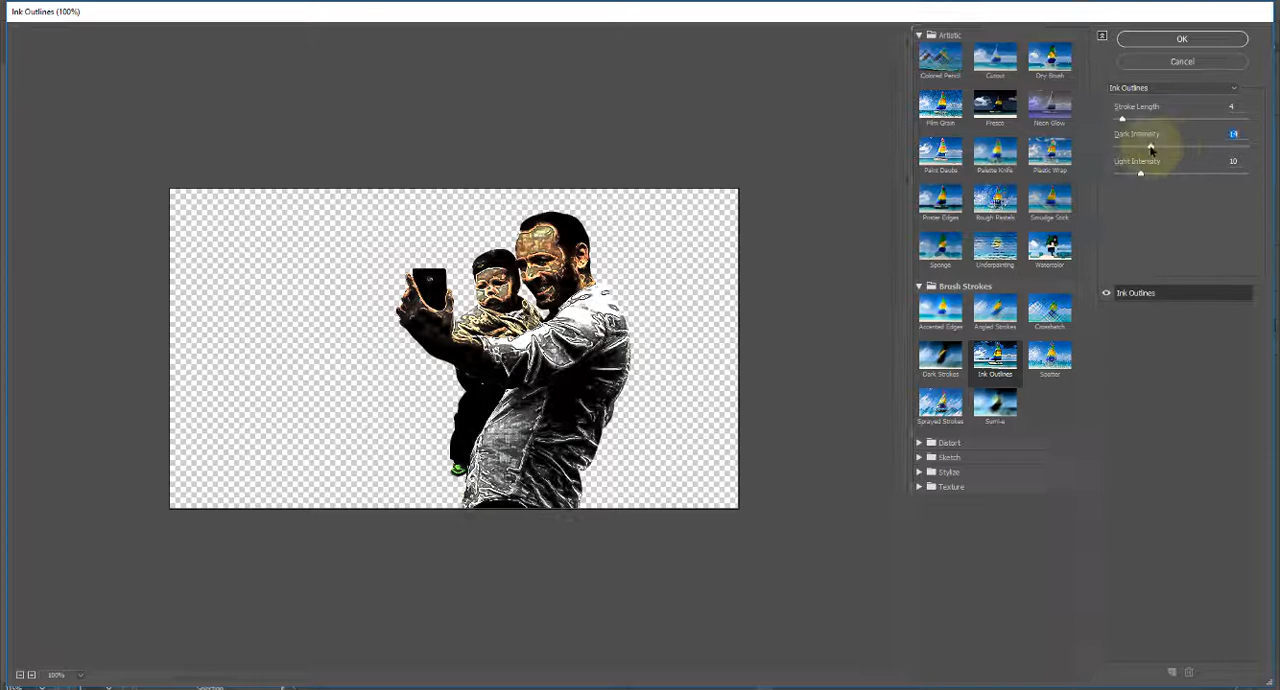 Ink Outlines (100%)
Artistic
OK
Colored Pencil
Cutout
Dry Brush
Cancel
Ink Outlines
Stroke Length
4
Film Grain
Fresco
Neon Glow
Dark Intensity
14
Light Intensity
10
Paint Daubs
Palette Knife
Plastic Wrap
Poster Edges
Rough Pastels
Smudge Stick
Sponge
Underpainting
Watercolor
Brush Strokes
Ink Outlines
Accented Edges
Angled Strokes
Crosshatch
Dark Strokes
Ink Outlines
Spatter
Sprayed Strokes
Sumi-e
Distort
Sketch
Stylize
Texture
100%